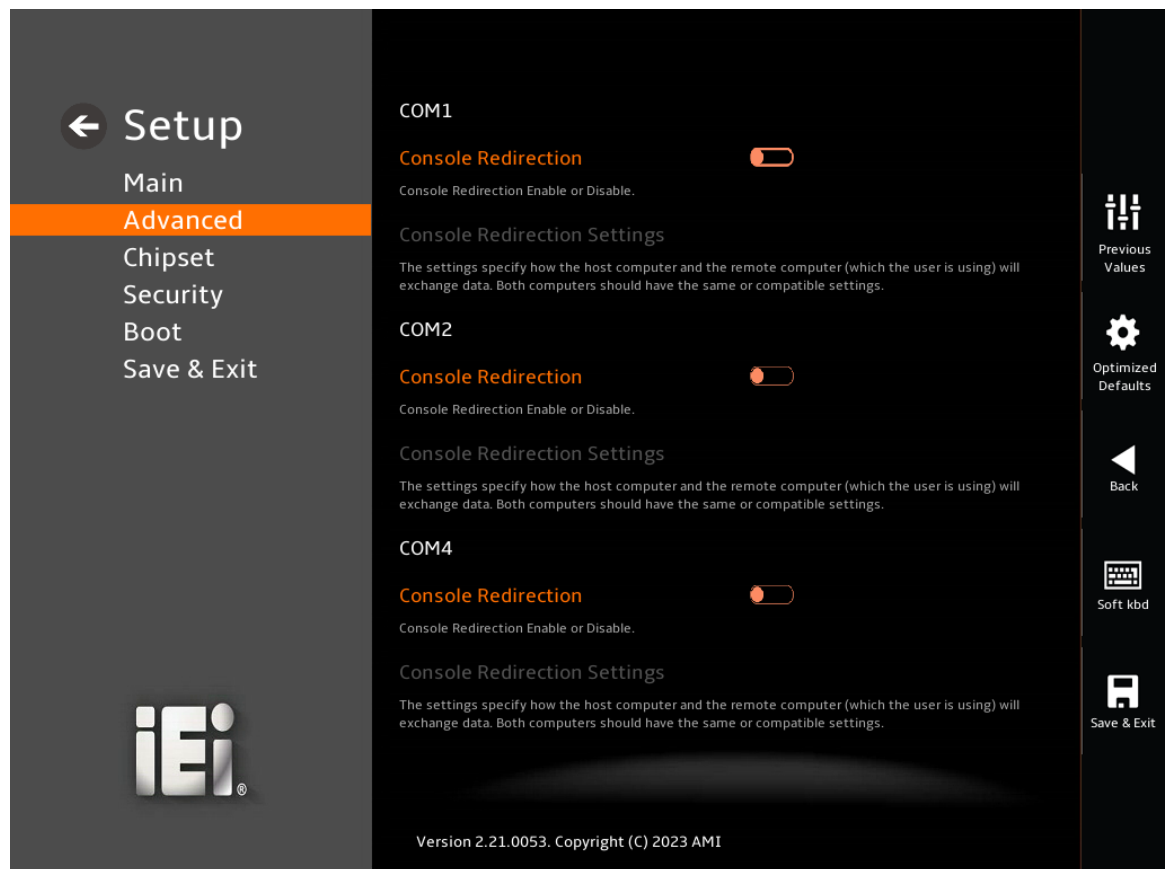 Setup
Main
Advanced
Chipset
Security
Boot
Save & Exit
iEi®
COM1
Console Redirection
Console Redirection Enable or Disable.
Console Redirection Settings
The settings specify how the host computer and the remote computer (which the user is using) will
exchange data. Both computers should have the same or compatible settings.
COM2
Console Redirection
Console Redirection Enable or Disable.
Console Redirection Settings
The settings specify how the host computer and the remote computer (which the user is using) will
exchange data. Both computers should have the same or compatible settings.
COM4
Console Redirection
Console Redirection Enable or Disable.
Console Redirection Settings
The settings specify how the host computer and the remote computer (which the user is using) will
exchange data. Both computers should have the same or compatible settings.
Version 2.21.0053. Copyright (C) 2023 AMI
Previous
Values
Optimized
Defaults
Back
Soft kbd
Save & Exit